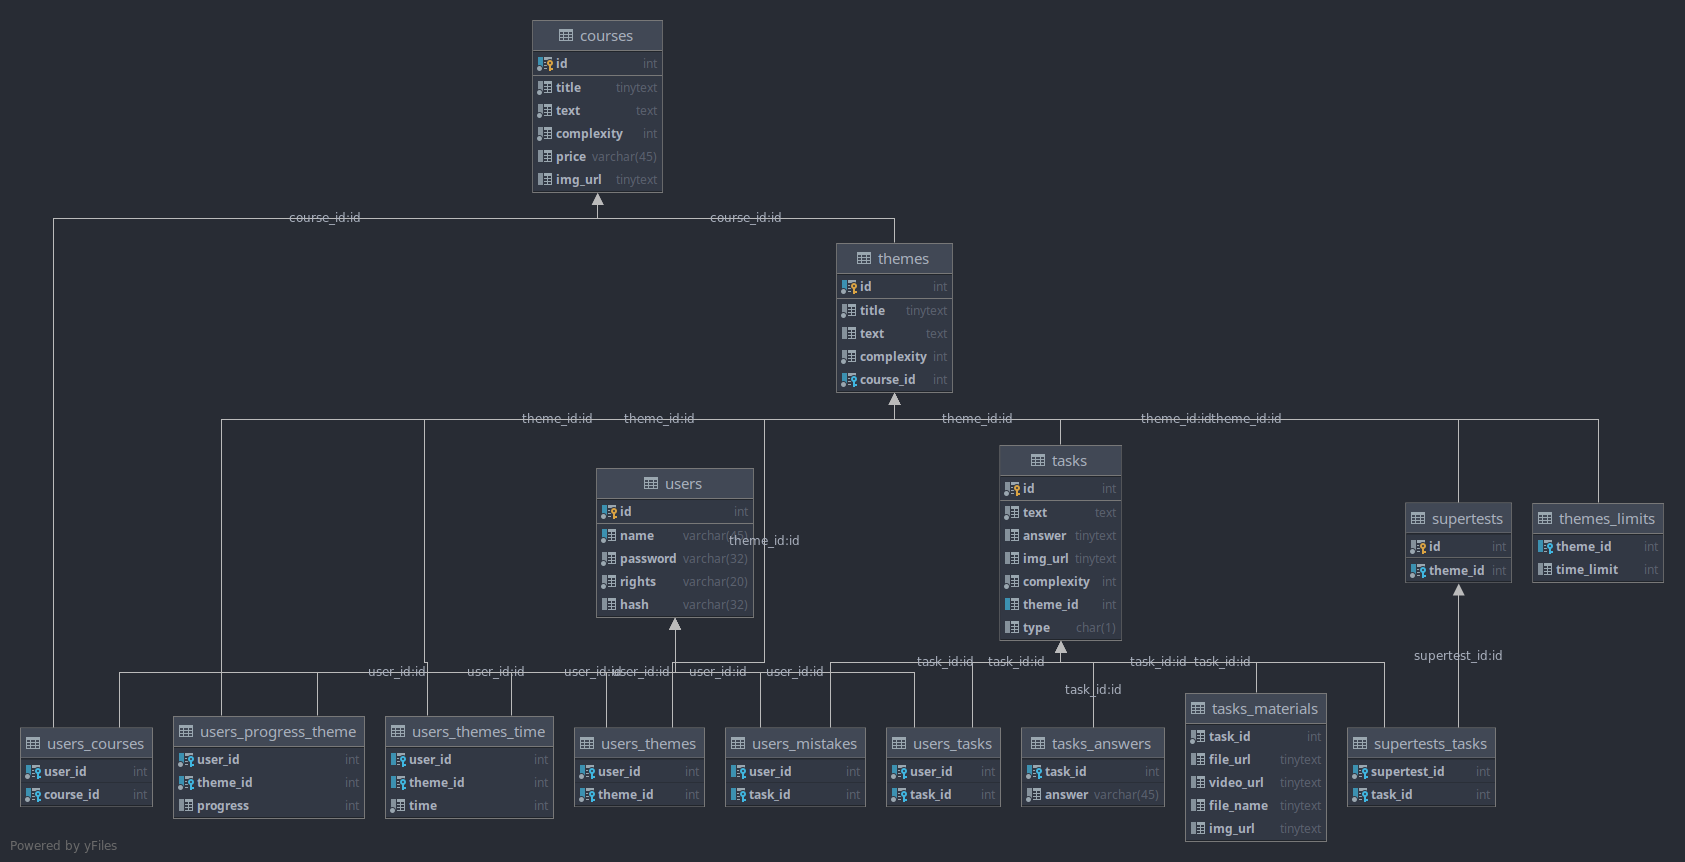 courses
id int
title tinytext
text text
complexity int
price varchar(45)
img_url tinytext
course_id:id course_id:id
themes
id int
title tinytext
text text
complexity int
course_id int
theme_id:id theme_id:id theme_id:id theme_id:id theme_id:id
users
id int
name varchar(45)
password varchar(32)
rights varchar(20)
hash varchar(32)
theme_id:id
tasks
id int
text text
answer tinytext
img_url tinytext
complexity int
theme_id int
type char(1)
supertests
id int
theme_id int
themes_limits
theme_id int
time_limit int
user_id:id user_id:id user_id:id user_id:id user_id:id user_id:id
task_id:id task_id:id task_id:id task_id:id
task_id:id
supertest_id:id
users_courses
user_id int
course_id int
users_progress_theme
user_id int
theme_id int
progress int
users_themes_time
user_id int
theme_id int
time int
users_themes
user_id int
theme_id int
users_mistakes
user_id int
task_id int
users_tasks
user_id int
task_id int
tasks_answers
task_id int
answer varchar(45)
tasks_materials
task_id int
file_url tinytext
video_url tinytext
file_name tinytext
img_url tinytext
supertests_tasks
supertest_id int
task_id int
Powered by yFiles